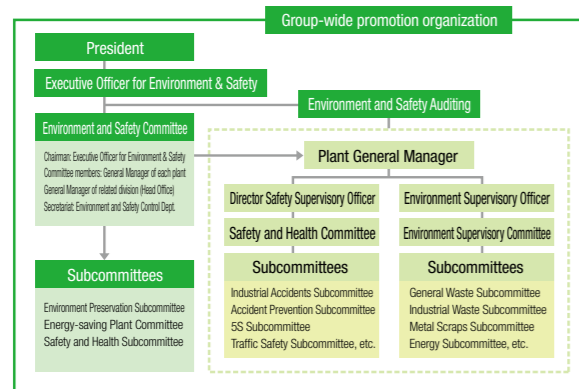 Group-wide promotion organization
President
Executive Officer for Environment & Safety
Environment and Safety Auditing
Environment and Safety Committee
Chairman: Executive Officer for Environment & Safety
Committee members: General Manager of each plant
General Manager of related division (Head Office)
Secretariat: Environment and Safety Control Dept.
Subcommittees
Environment Preservation Subcommittee
Energy-saving Plant Committee
Safety and Health Subcommittee
Plant General Manager
Director Safety Supervisory Officer
Safety and Health Committee
Subcommittees
Industrial Accidents Subcommittee
Accident Prevention Subcommittee
5S Subcommittee
Traffic Safety Subcommittee, etc.
Environment Supervisory Officer
Environment Supervisory Committee
Subcommittees
General Waste Subcommittee
Industrial Waste Subcommittee
Metal Scraps Subcommittee
Energy Subcommittee, etc.